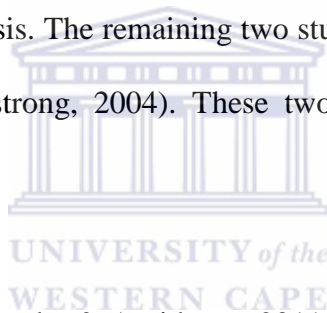 sis. The remaining two stu
strong, 2004). These two
UNIVERSITY of the
WESTERN CAPE